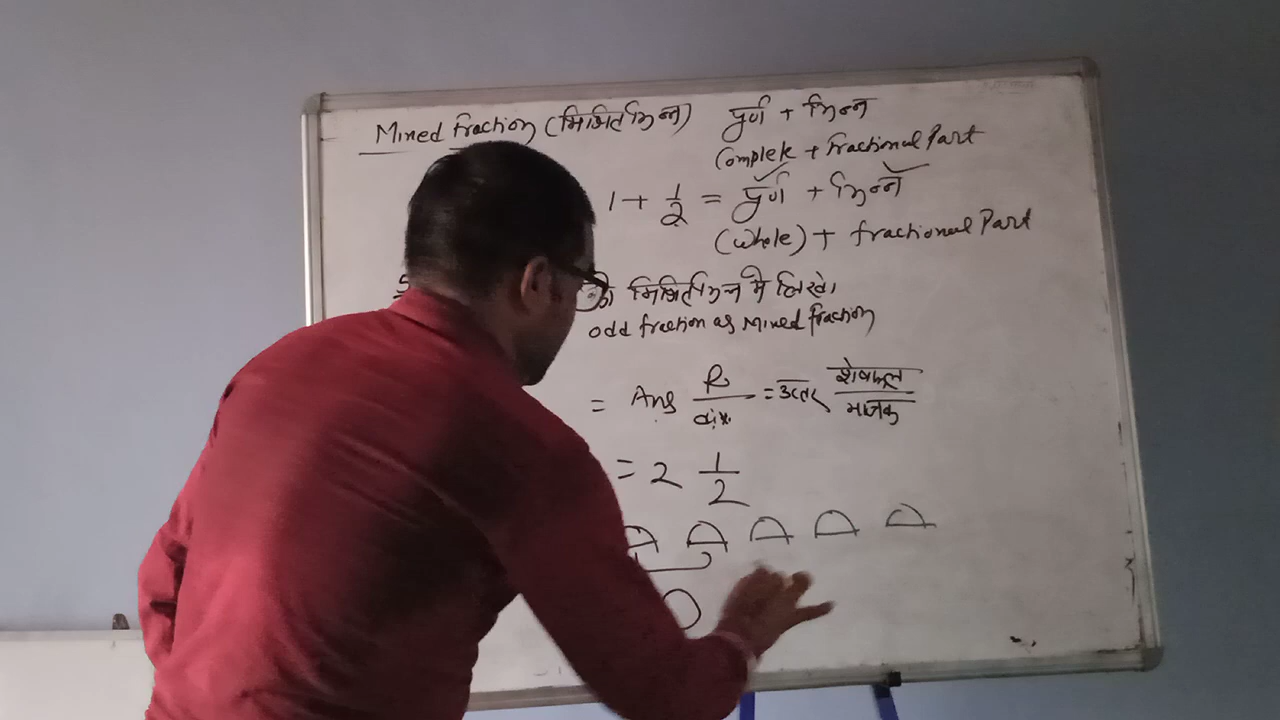 Mixed fraction (मिश्रित भिन्न) पूर्ण + भिन्न
Complete + fractional Part
1 + 1/2 = पूर्ण + भिन्न
(whole) + fractional Part
को मिश्रित भिन्न में लिखे।
odd fraction as Mixed fraction
= Ans R/div. = उत्तर शेषफल/भाजक
= 2 1/2